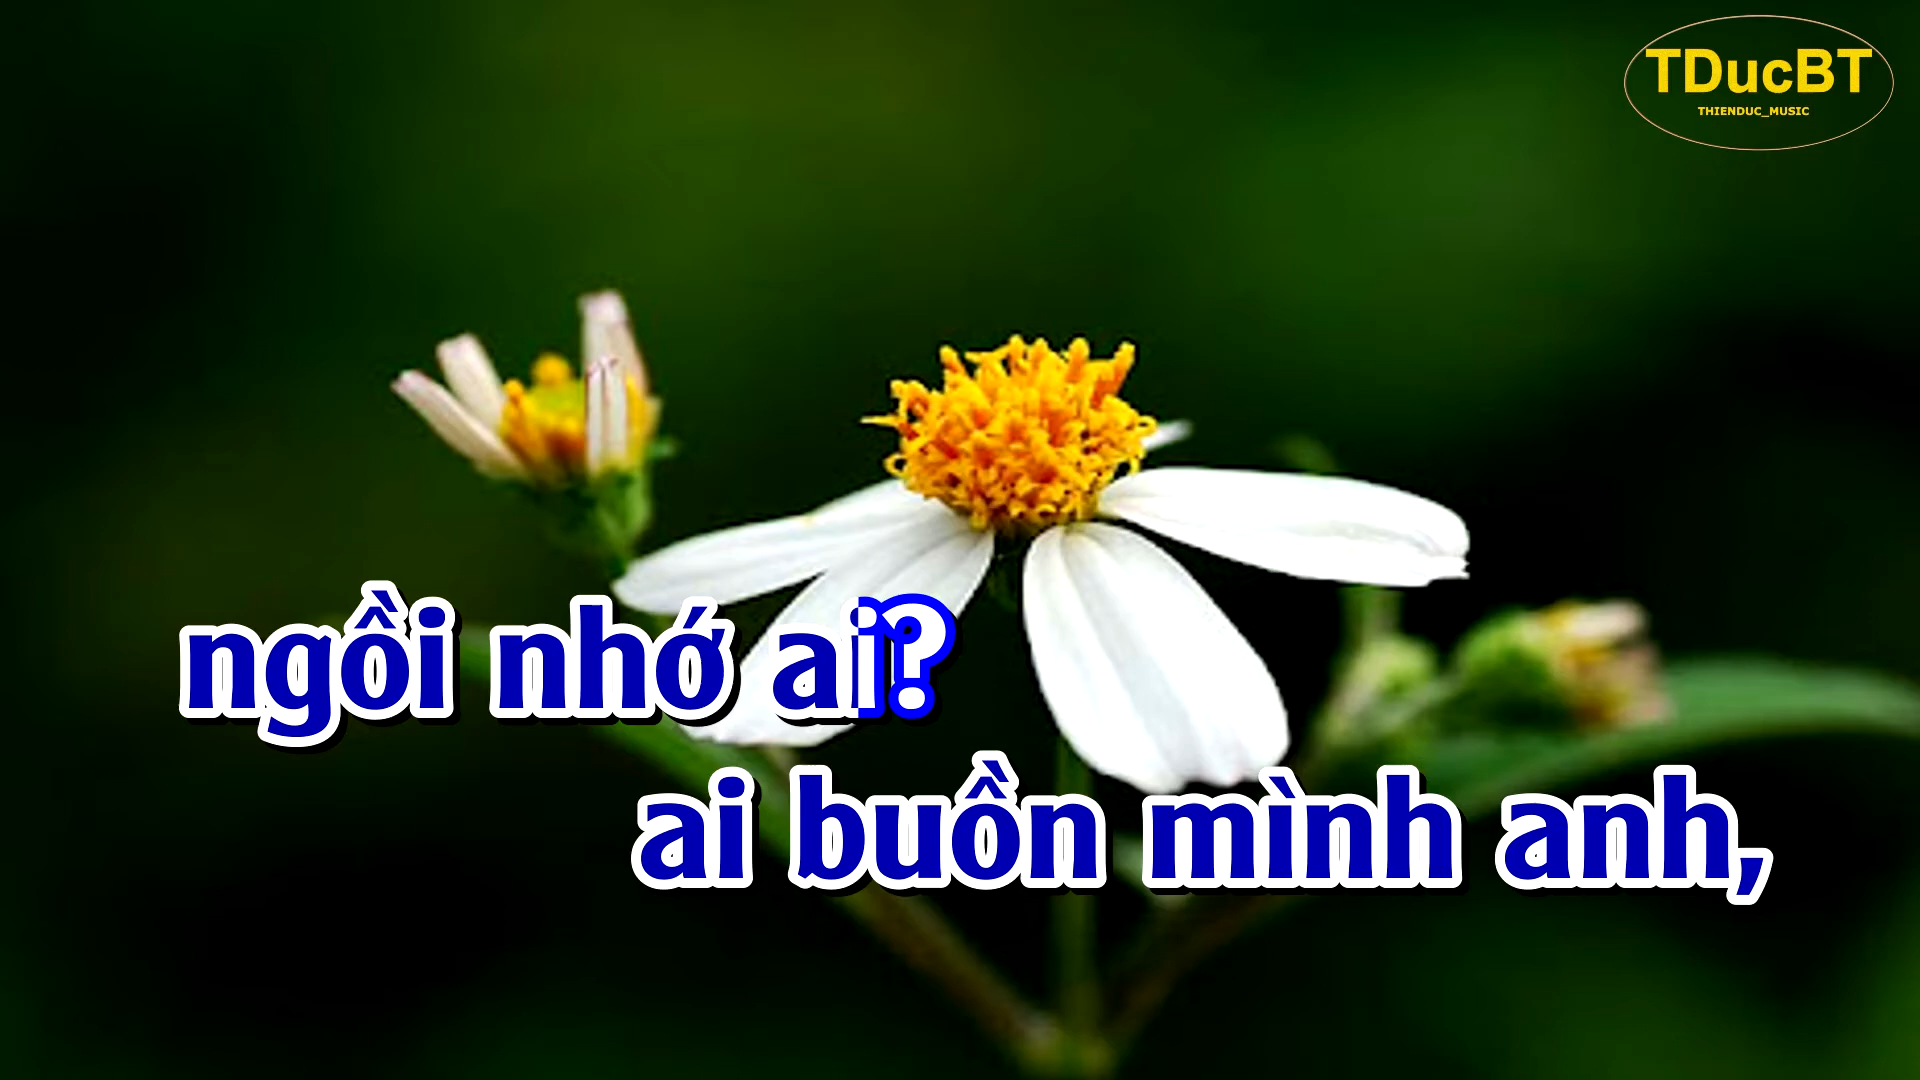 TDucBT
THIENDUC_MUSIC
ngồi nhớ ai?
ai buồn mình anh,